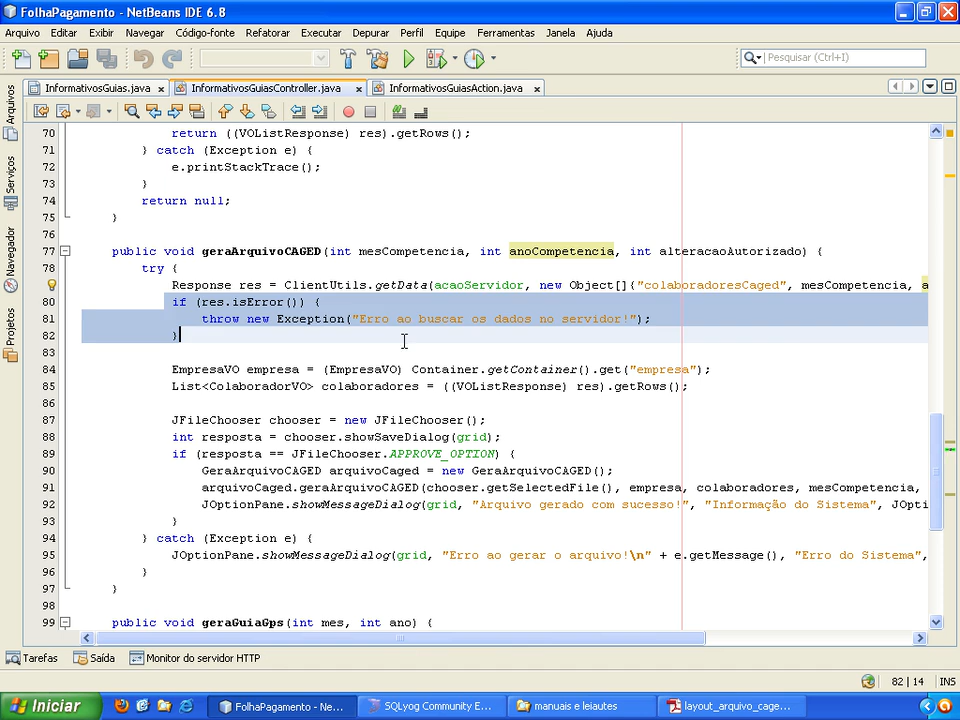 FolhaPagamento - NetBeans IDE 6.8
Arquivo Editar Exibir Navegar Código-fonte Refatorar Executar Depurar Perfil Equipe Ferramentas Janela Ajuda
Pesquisar (Ctrl+I)
InformativosGuias.java InformativosGuiasController.java InformativosGuiasAction.java
Arquivos
Serviços
Navegador
Projetos
70 return ((VOListResponse) res).getRows();
71 } catch (Exception e) {
72 e.printStackTrace();
73 }
74 return null;
75 }
76
77 public void geraArquivoCAGED(int mesCompetencia, int anoCompetencia, int alteracaoAutorizado) {
78 try {
Response res = ClientUtils.getData(acaoServidor, new Object[]{"colaboradoresCaged", mesCompetencia, a
80 if (res.isError()) {
81 throw new Exception("Erro ao buscar os dados no servidor!");
82 }
83
84 EmpresaVO empresa = (EmpresaVO) Container.getContainer().get("empresa");
85 List<ColaboradorVO> colaboradores = ((VOListResponse) res).getRows();
86
87 JFileChooser chooser = new JFileChooser();
88 int resposta = chooser.showSaveDialog(grid);
89 if (resposta == JFileChooser.APPROVE_OPTION) {
90 GeraArquivoCAGED arquivoCaged = new GeraArquivoCAGED();
91 arquivoCaged.geraArquivoCAGED(chooser.getSelectedFile(), empresa, colaboradores, mesCompetencia,
92 JOptionPane.showMessageDialog(grid, "Arquivo gerado com sucesso!", "Informação do Sistema", JOpti
93 }
94 } catch (Exception e) {
95 JOptionPane.showMessageDialog(grid, "Erro ao gerar o arquivo!\n" + e.getMessage(), "Erro do Sistema",
96 }
97 }
98
99 public void geraGuiaGps(int mes, int ano) {
Tarefas Saída Monitor do servidor HTTP
82 | 14 INS
Iniciar FolhaPagamento - Ne... SQLyog Community E... manuais e leiautes layout_arquivo_cage...